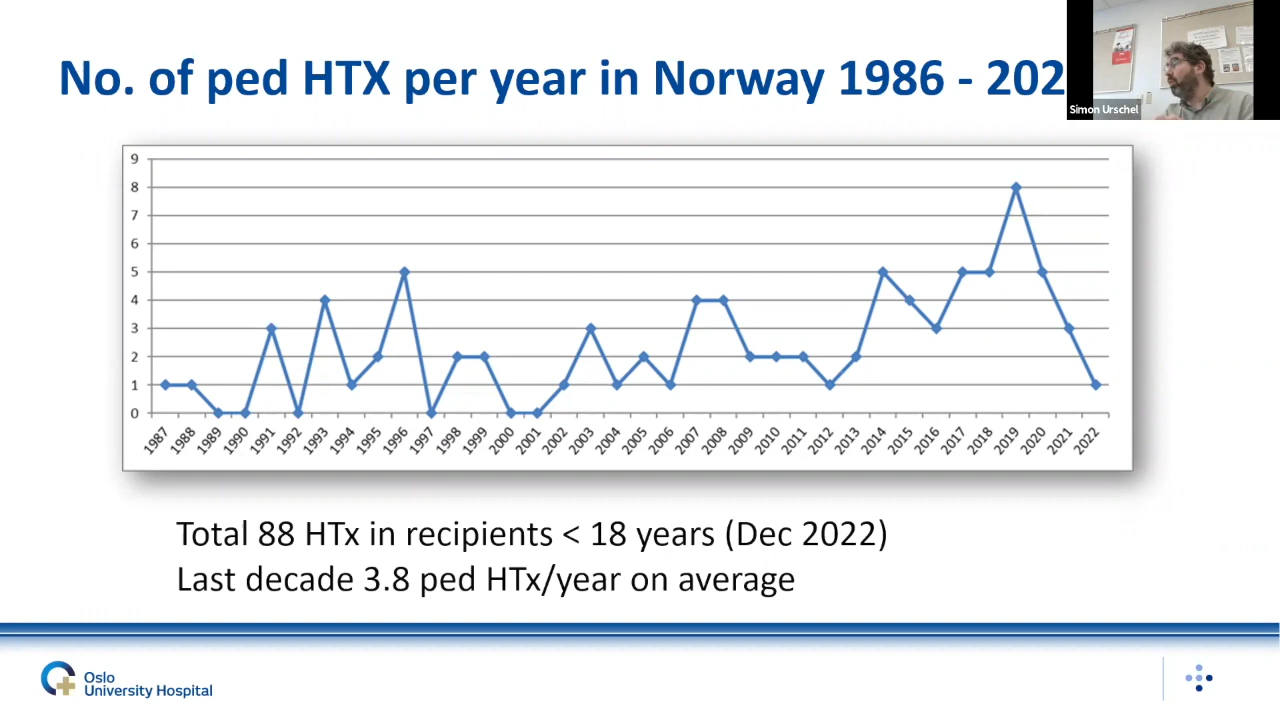 No. of ped HTX per year in Norway 1986 - 202
Simon Urschel
9
8
7
6
5
4
3
2
1
0
1987 1988 1989 1990 1991 1992 1993 1994 1995 1996 1997 1998 1999 2000 2001 2002 2003 2004 2005 2006 2007 2008 2009 2010 2011 2012 2013 2014 2015 2016 2017 2018 2019 2020 2021 2022
Total 88 HTx in recipients < 18 years (Dec 2022)
Last decade 3.8 ped HTx/year on average
Oslo
University Hospital